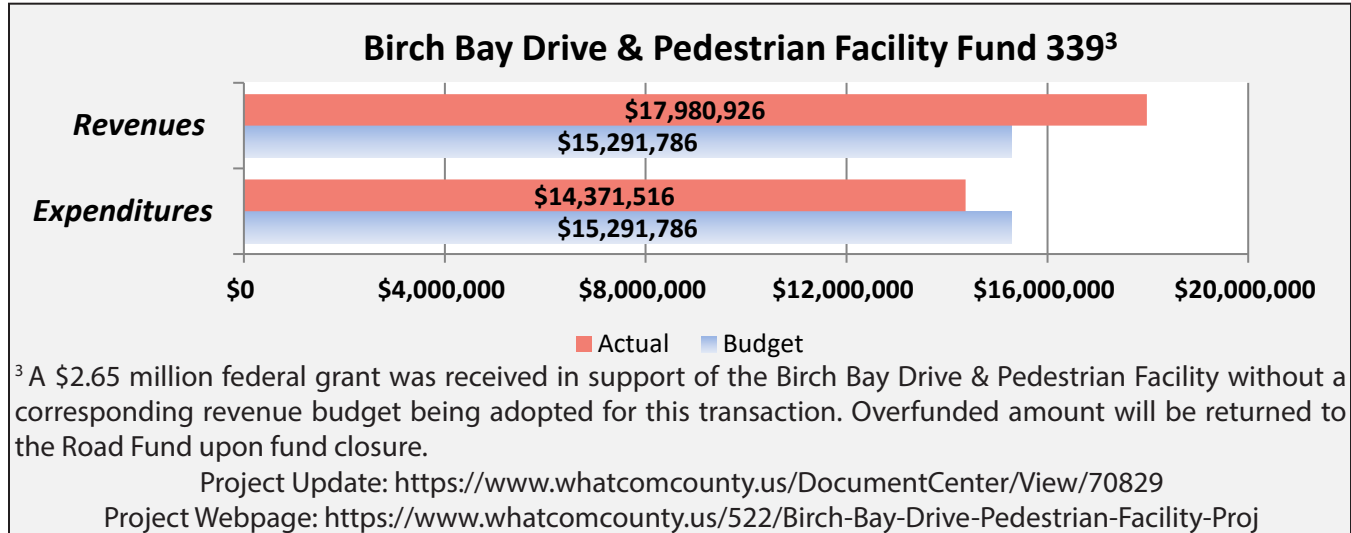 Birch Bay Drive & Pedestrian Facility Fund 339³
Revenues
$17,980,926
$15,291,786
Expenditures
$14,371,516
$15,291,786
$0 $4,000,000 $8,000,000 $12,000,000 $16,000,000 $20,000,000
Actual Budget
³ A $2.65 million federal grant was received in support of the Birch Bay Drive & Pedestrian Facility without a
corresponding revenue budget being adopted for this transaction. Overfunded amount will be returned to
the Road Fund upon fund closure.
Project Update: https://www.whatcomcounty.us/DocumentCenter/View/70829
Project Webpage: https://www.whatcomcounty.us/522/Birch-Bay-Drive-Pedestrian-Facility-Proj